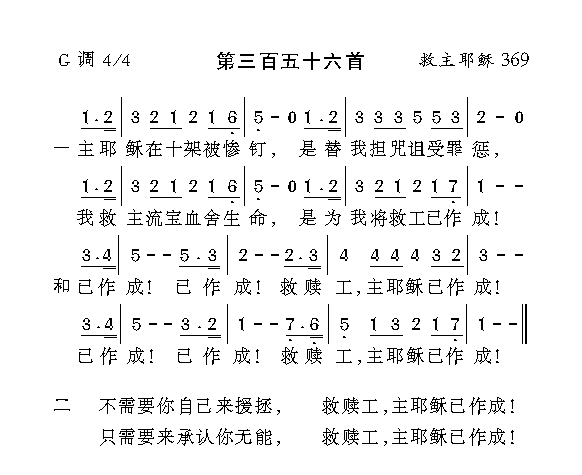 G 调 4/4 第三百五十六首 救主耶稣 369
1·2|3 2 1 2 1 6|5 - 0 1·2|3 3 3 5 5 3|2 - 0
一主耶 稣在十架被惨 钉， 是 替 我担咒诅受罪 惩，
1·2|3 2 1 2 1 6|5 - 0 1·2|3 2 1 1 2 1 7|1 - -
我救 主流宝血舍生 命， 是 为 我将救工已作 成！
3·4|5 - - 5·3|2 - - 2·3|4 4 4 4 3 2|3 - -
和已作 成！ 已 作 成！ 救赎 工，主耶稣已作 成！
3·4|5 - - 3·2|1 - - 7·6|5 1 3 2 1 7|1 - -‖
已作 成！ 已 作 成！ 救赎 工，主耶稣已作 成！
二 不需要你自己来援拯， 救赎工，主耶稣已作成！
只需要来承认你无能， 救赎工，主耶稣已作成！